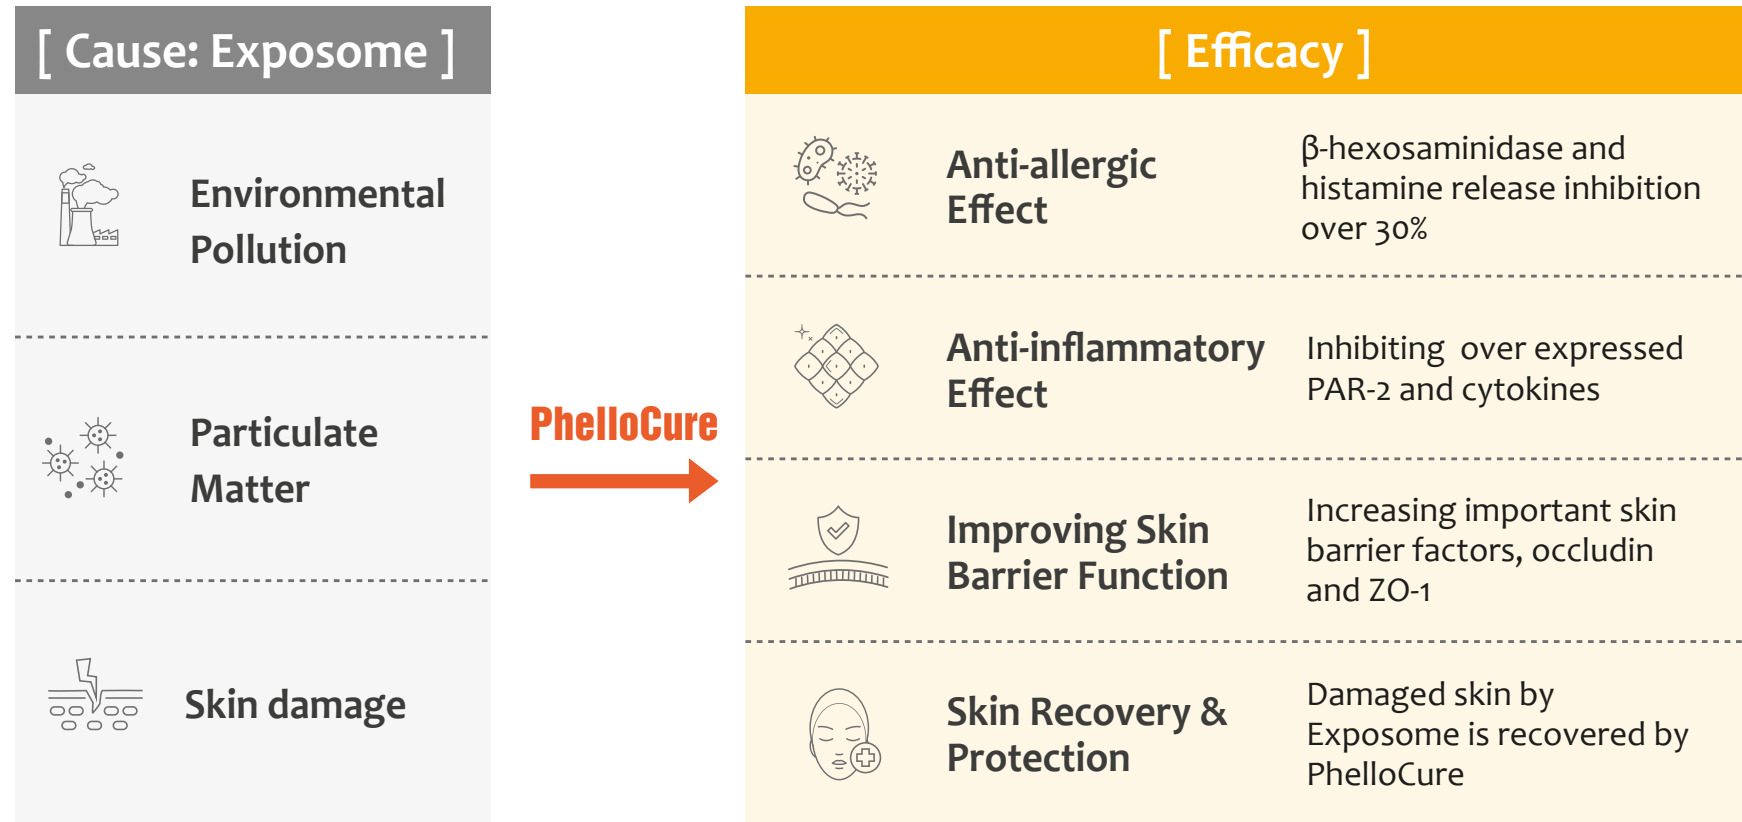 [ Cause: Exposome ]
Environmental
Pollution
Particulate
Matter
Skin damage
PhelloCure
[ Efficacy ]
Anti-allergic
Effect
β-hexosaminidase and
histamine release inhibition
over 30%
Anti-inflammatory
Effect
Inhibiting over expressed
PAR-2 and cytokines
Improving Skin
Barrier Function
Increasing important skin
barrier factors, occludin
and ZO-1
Skin Recovery &
Protection
Damaged skin by
Exposome is recovered by
PhelloCure